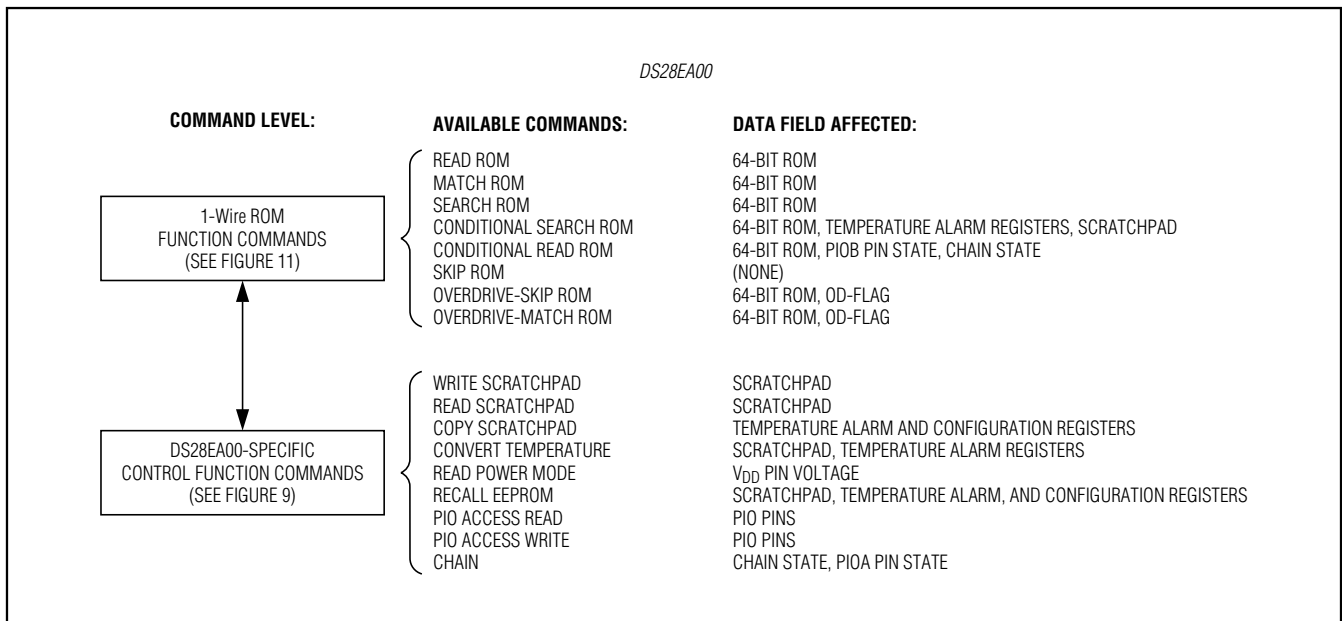 DS28EA00
COMMAND LEVEL: AVAILABLE COMMANDS: DATA FIELD AFFECTED:
1-Wire ROM
FUNCTION COMMANDS
(SEE FIGURE 11)
READ ROM 64-BIT ROM
MATCH ROM 64-BIT ROM
SEARCH ROM 64-BIT ROM
CONDITIONAL SEARCH ROM 64-BIT ROM, TEMPERATURE ALARM REGISTERS, SCRATCHPAD
CONDITIONAL READ ROM 64-BIT ROM, PIOB PIN STATE, CHAIN STATE
SKIP ROM (NONE)
OVERDRIVE-SKIP ROM 64-BIT ROM, OD-FLAG
OVERDRIVE-MATCH ROM 64-BIT ROM, OD-FLAG
DS28EA00-SPECIFIC
CONTROL FUNCTION COMMANDS
(SEE FIGURE 9)
WRITE SCRATCHPAD SCRATCHPAD
READ SCRATCHPAD SCRATCHPAD
COPY SCRATCHPAD TEMPERATURE ALARM AND CONFIGURATION REGISTERS
CONVERT TEMPERATURE SCRATCHPAD, TEMPERATURE ALARM REGISTERS
READ POWER MODE VDD PIN VOLTAGE
RECALL EEPROM SCRATCHPAD, TEMPERATURE ALARM, AND CONFIGURATION REGISTERS
PIO ACCESS READ PIO PINS
PIO ACCESS WRITE PIO PINS
CHAIN CHAIN STATE, PIOA PIN STATE